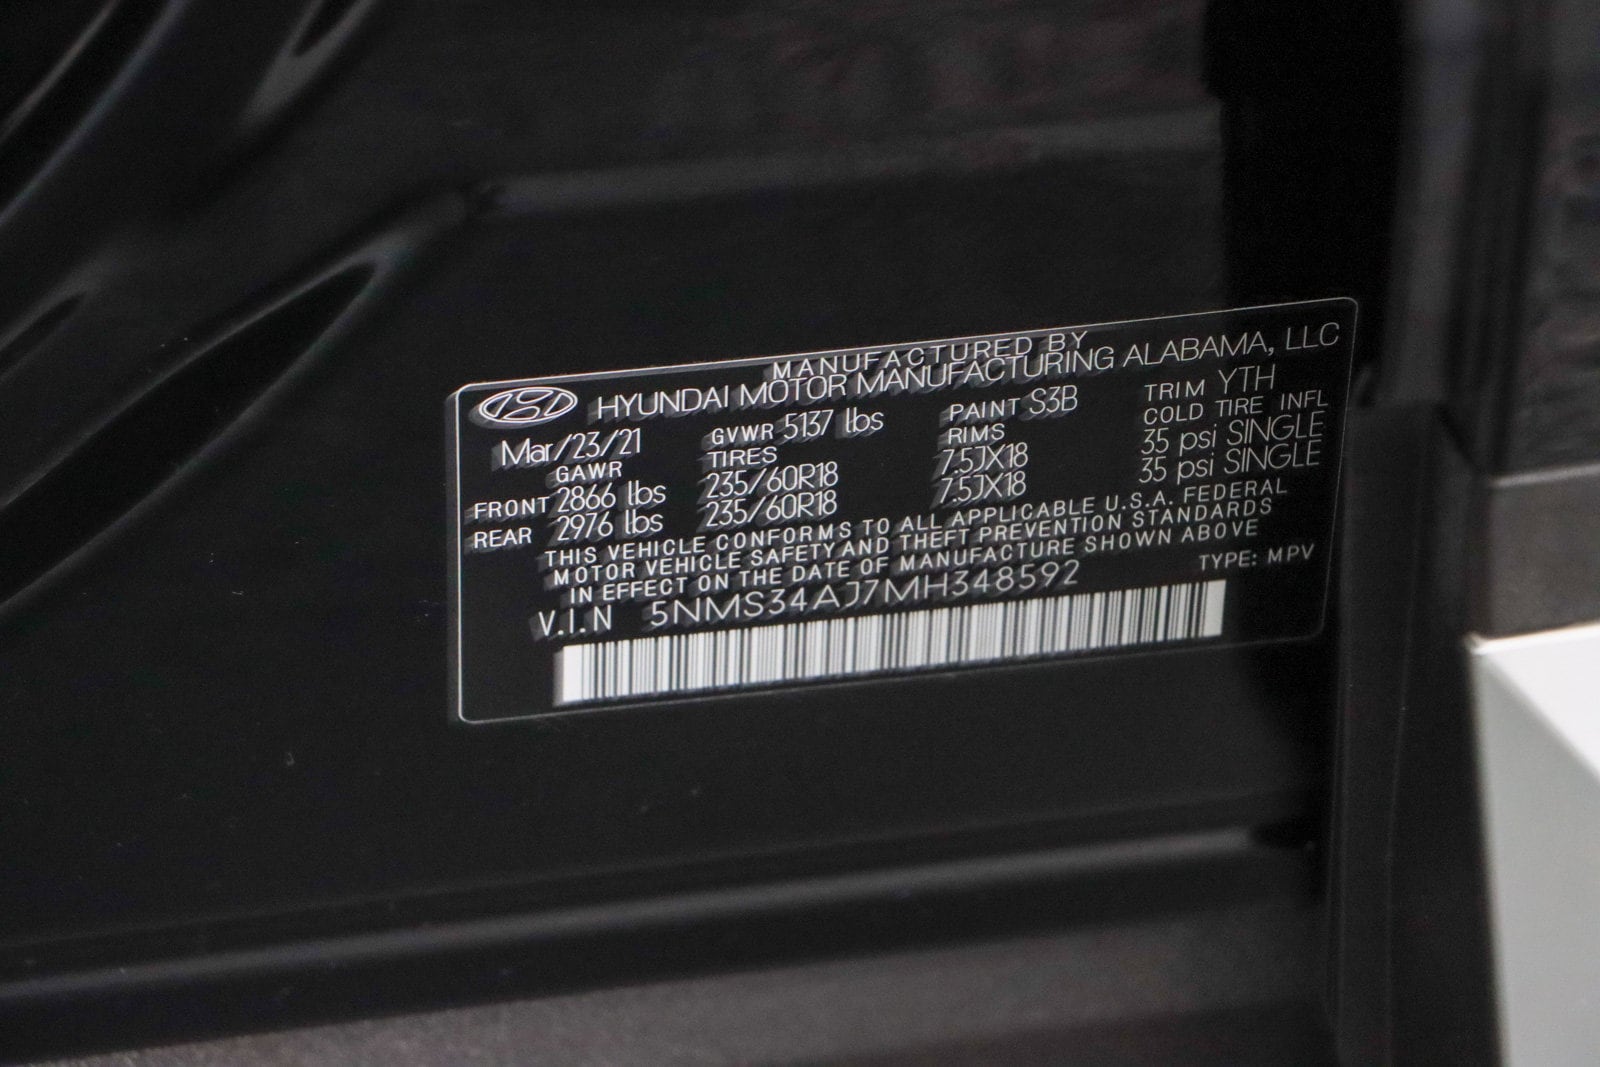 MANUFACTURED BY
HYUNDAI MOTOR MANUFACTURING ALABAMA, LLC
Mar/23/21 GVWR 5137 lbs PAINT S3B TRIM YTH
GAWR TIRES RIMS COLD TIRE INFL
FRONT 2866 lbs 235/60R18 7.5JX18 35 psi SINGLE
REAR 2976 lbs 235/60R18 7.5JX18 35 psi SINGLE
THIS VEHICLE CONFORMS TO ALL APPLICABLE U.S.A. FEDERAL
MOTOR VEHICLE SAFETY AND THEFT PREVENTION STANDARDS
IN EFFECT ON THE DATE OF MANUFACTURE SHOWN ABOVE
V.I.N 5NMS34AJ7MH348592 TYPE: MPV